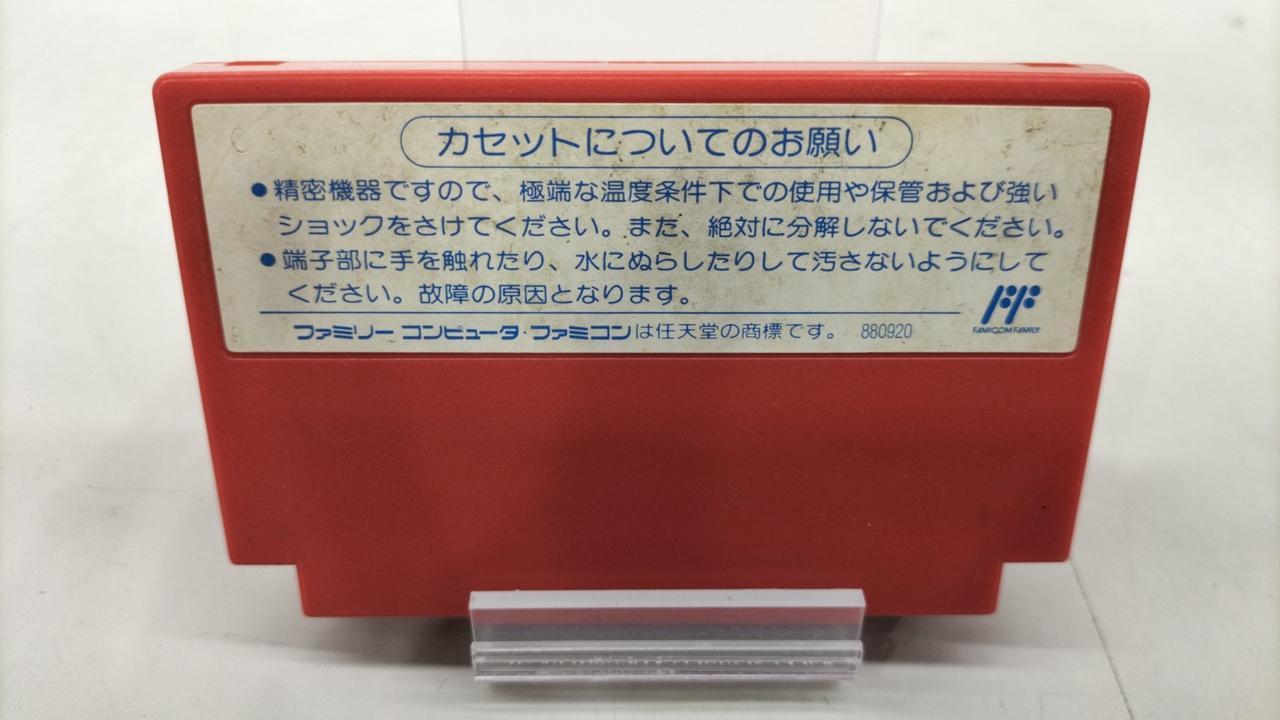 カセットについてのお願い
●精密機器ですので、極端な温度条件下での使用や保管および強い
ショックをさけてください。また、絶対に分解しないでください。
●端子部に手を触れたり、水にぬらしたりして汚さないようにして
ください。故障の原因となります。
FF
FAMICOM FAMILY
ファミリー コンピュータ・ファミコンは任天堂の商標です。 880920